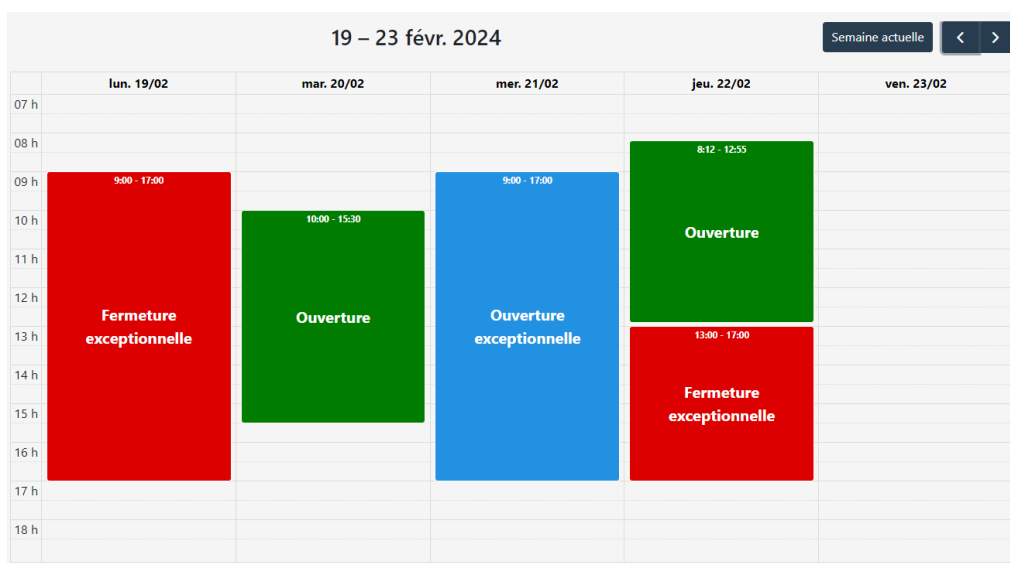 19 – 23 févr. 2024
Semaine actuelle
lun. 19/02
mar. 20/02
mer. 21/02
jeu. 22/02
ven. 23/02
07 h
08 h
09 h
10 h
11 h
12 h
13 h
14 h
15 h
16 h
17 h
18 h
9:00 - 17:00
Fermeture
exceptionnelle
10:00 - 15:30
Ouverture
9:00 - 17:00
Ouverture
exceptionnelle
8:12 - 12:55
Ouverture
13:00 - 17:00
Fermeture
exceptionnelle